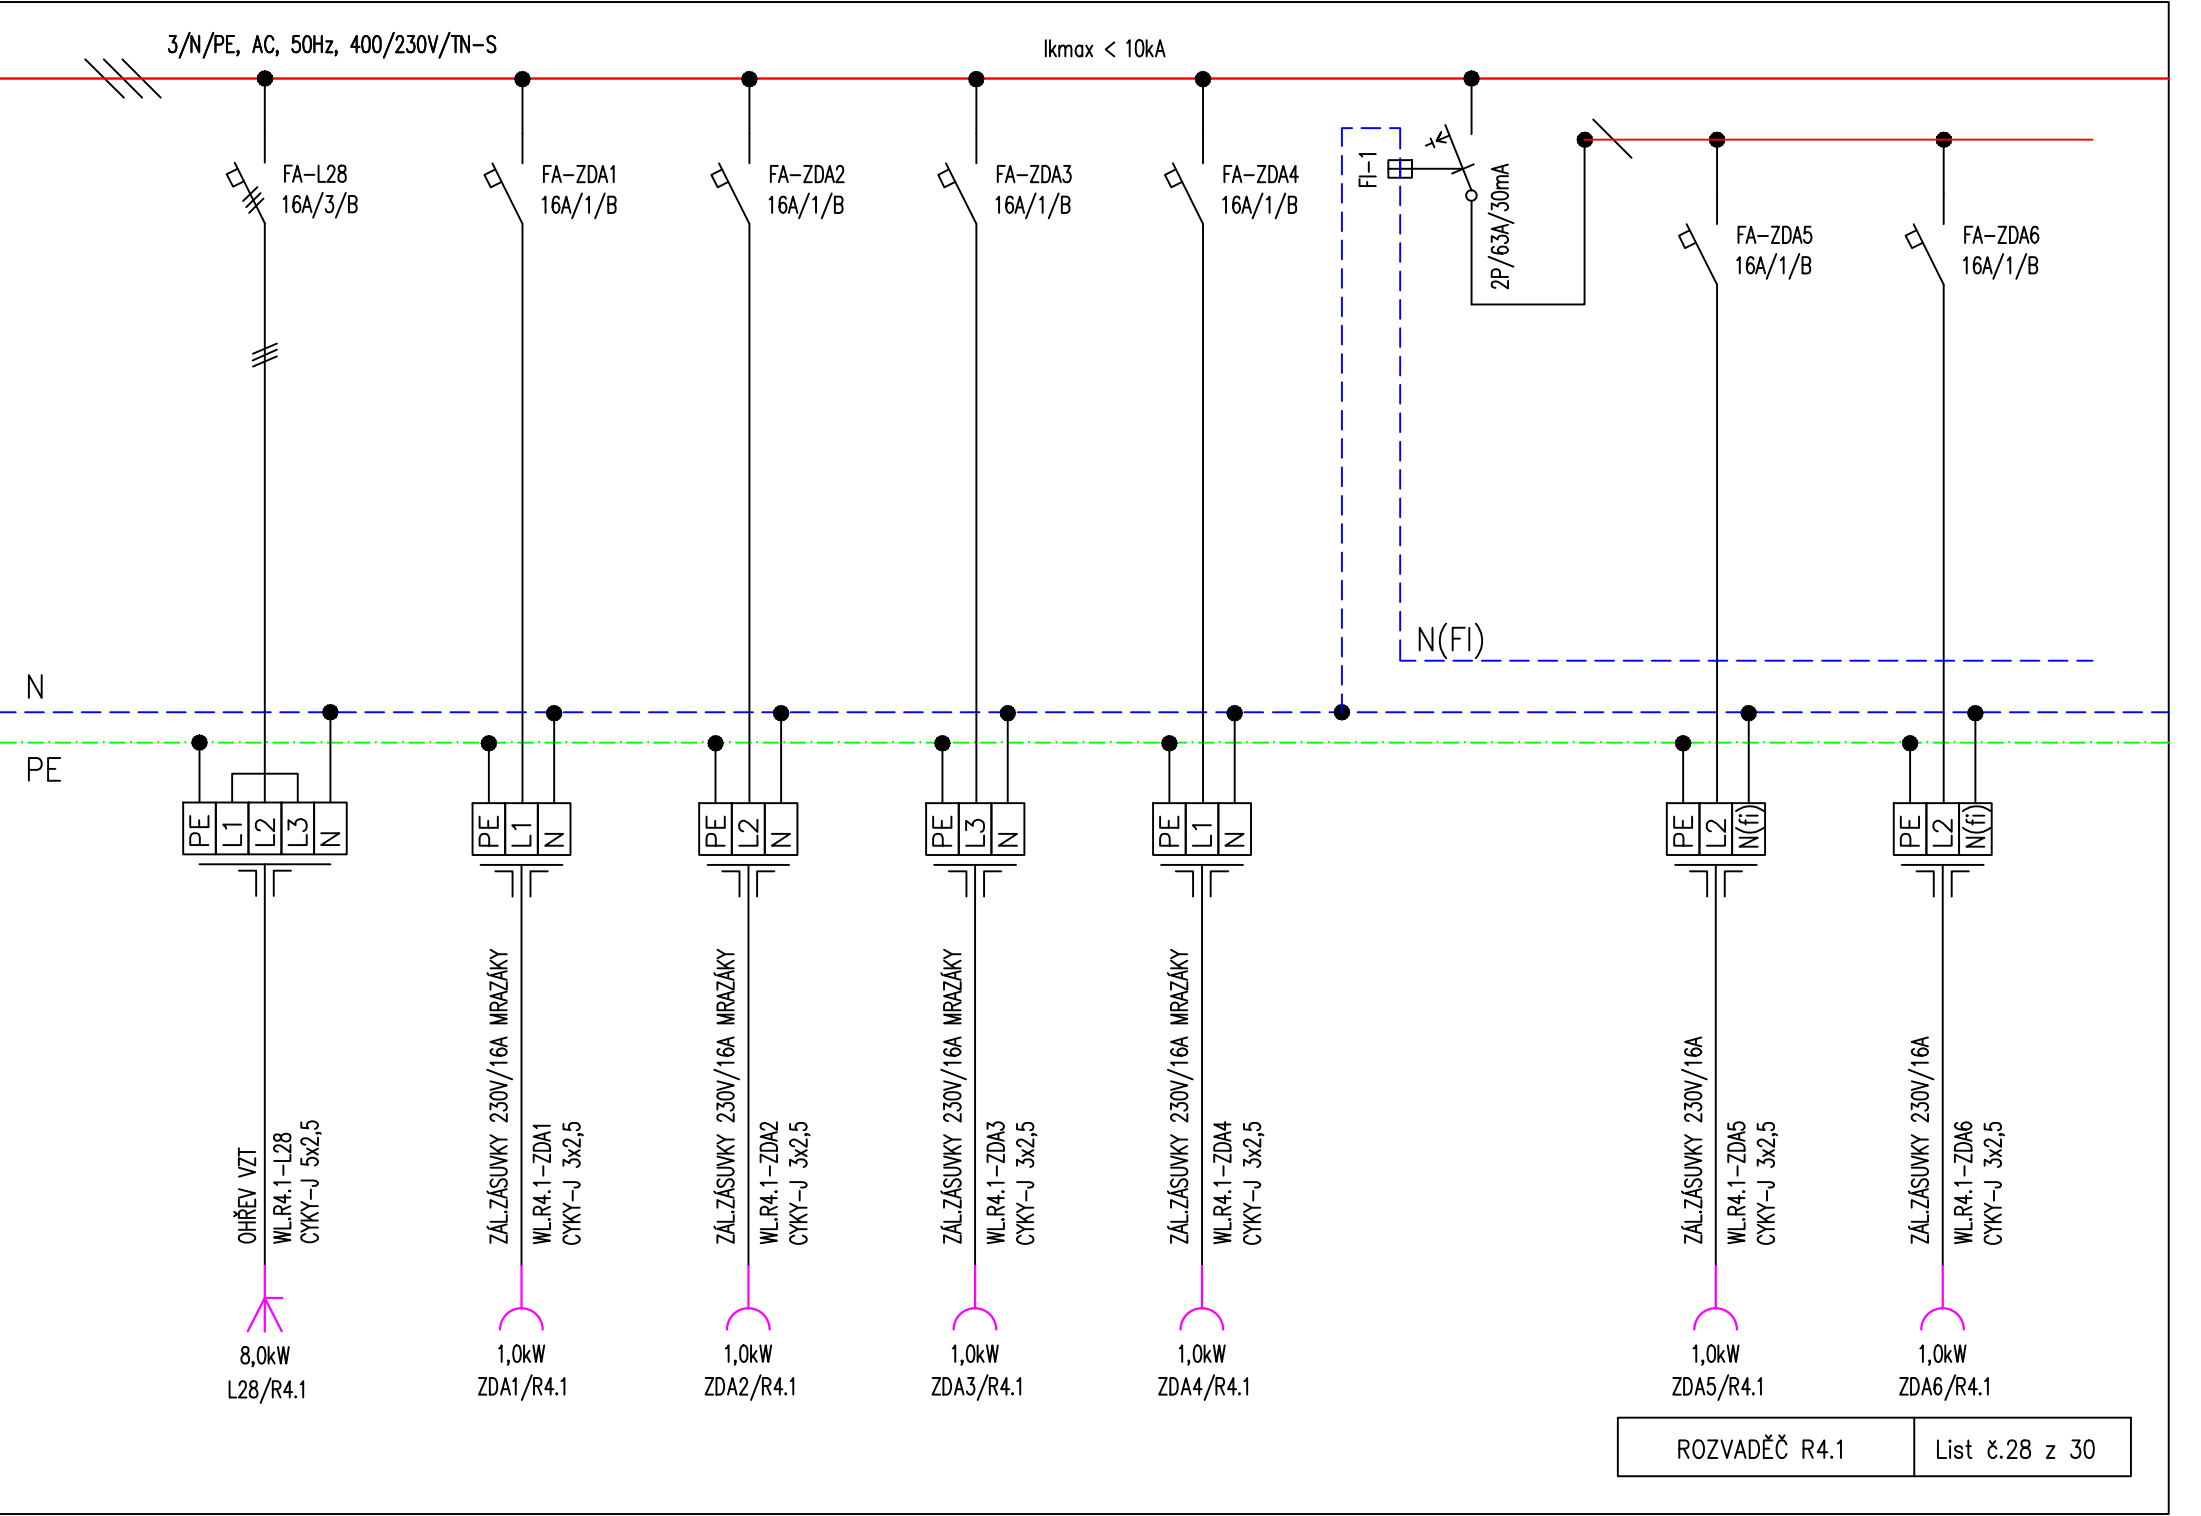 3/N/PE, AC, 50Hz, 400/230V/TN-S
Ikmax < 10kA
FA-L28
16A/3/B
FA-ZDA1
16A/1/B
FA-ZDA2
16A/1/B
FA-ZDA3
16A/1/B
FA-ZDA4
16A/1/B
FI-1
2P/63A/30mA
FA-ZDA5
16A/1/B
FA-ZDA6
16A/1/B
N(FI)
N
PE
PE L1 L2 L3 N
PE L1 N
PE L2 N
PE L3 N
PE L1 N
PE L2 N(fi)
PE L2 N(fi)
OHŘEV VZT
WL.R4.1-L28
CYKY-J 5x2,5
ZÁL.ZÁSUVKY 230V/16A MRAZÁKY
WL.R4.1-ZDA1
CYKY-J 3x2,5
ZÁL.ZÁSUVKY 230V/16A MRAZÁKY
WL.R4.1-ZDA2
CYKY-J 3x2,5
ZÁL.ZÁSUVKY 230V/16A MRAZÁKY
WL.R4.1-ZDA3
CYKY-J 3x2,5
ZÁL.ZÁSUVKY 230V/16A MRAZÁKY
WL.R4.1-ZDA4
CYKY-J 3x2,5
ZÁL.ZÁSUVKY 230V/16A
WL.R4.1-ZDA5
CYKY-J 3x2,5
ZÁL.ZÁSUVKY 230V/16A
WL.R4.1-ZDA6
CYKY-J 3x2,5
8,0kW
L28/R4.1
1,0kW
ZDA1/R4.1
1,0kW
ZDA2/R4.1
1,0kW
ZDA3/R4.1
1,0kW
ZDA4/R4.1
1,0kW
ZDA5/R4.1
1,0kW
ZDA6/R4.1
ROZVADĚČ R4.1
List č.28 z 30